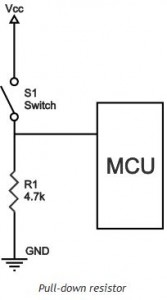 Vcc
S1
Switch
MCU
R1
4.7k
GND
Pull-down resistor